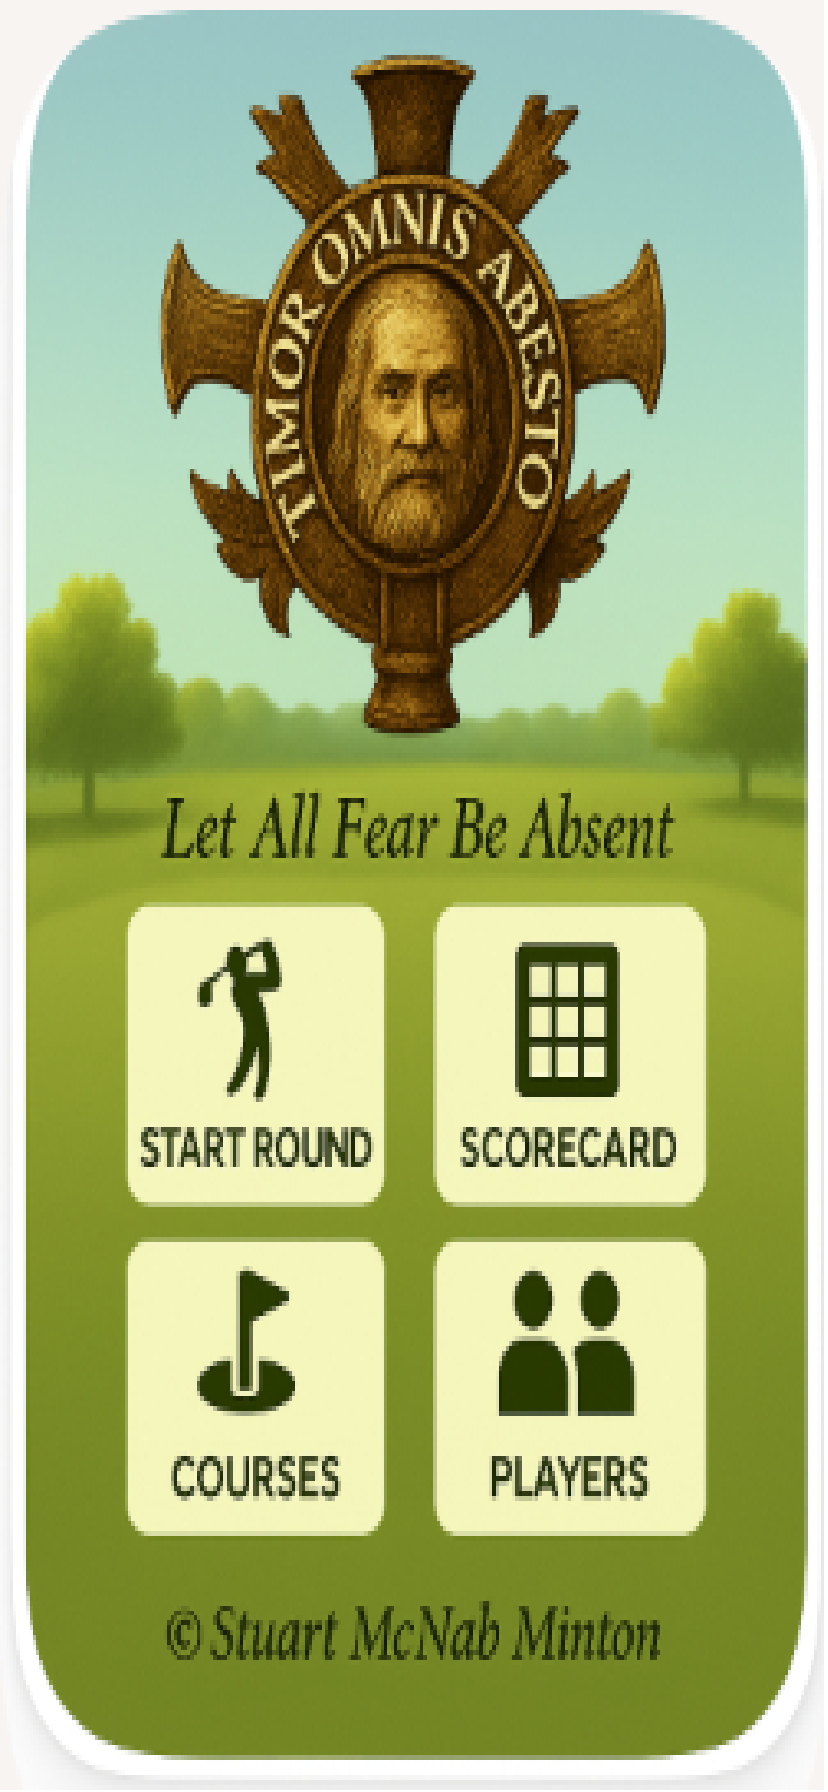 TIMOR OMNIS ABESTO
Let All Fear Be Absent
START ROUND
SCORECARD
COURSES
PLAYERS
© Stuart McNab Minton